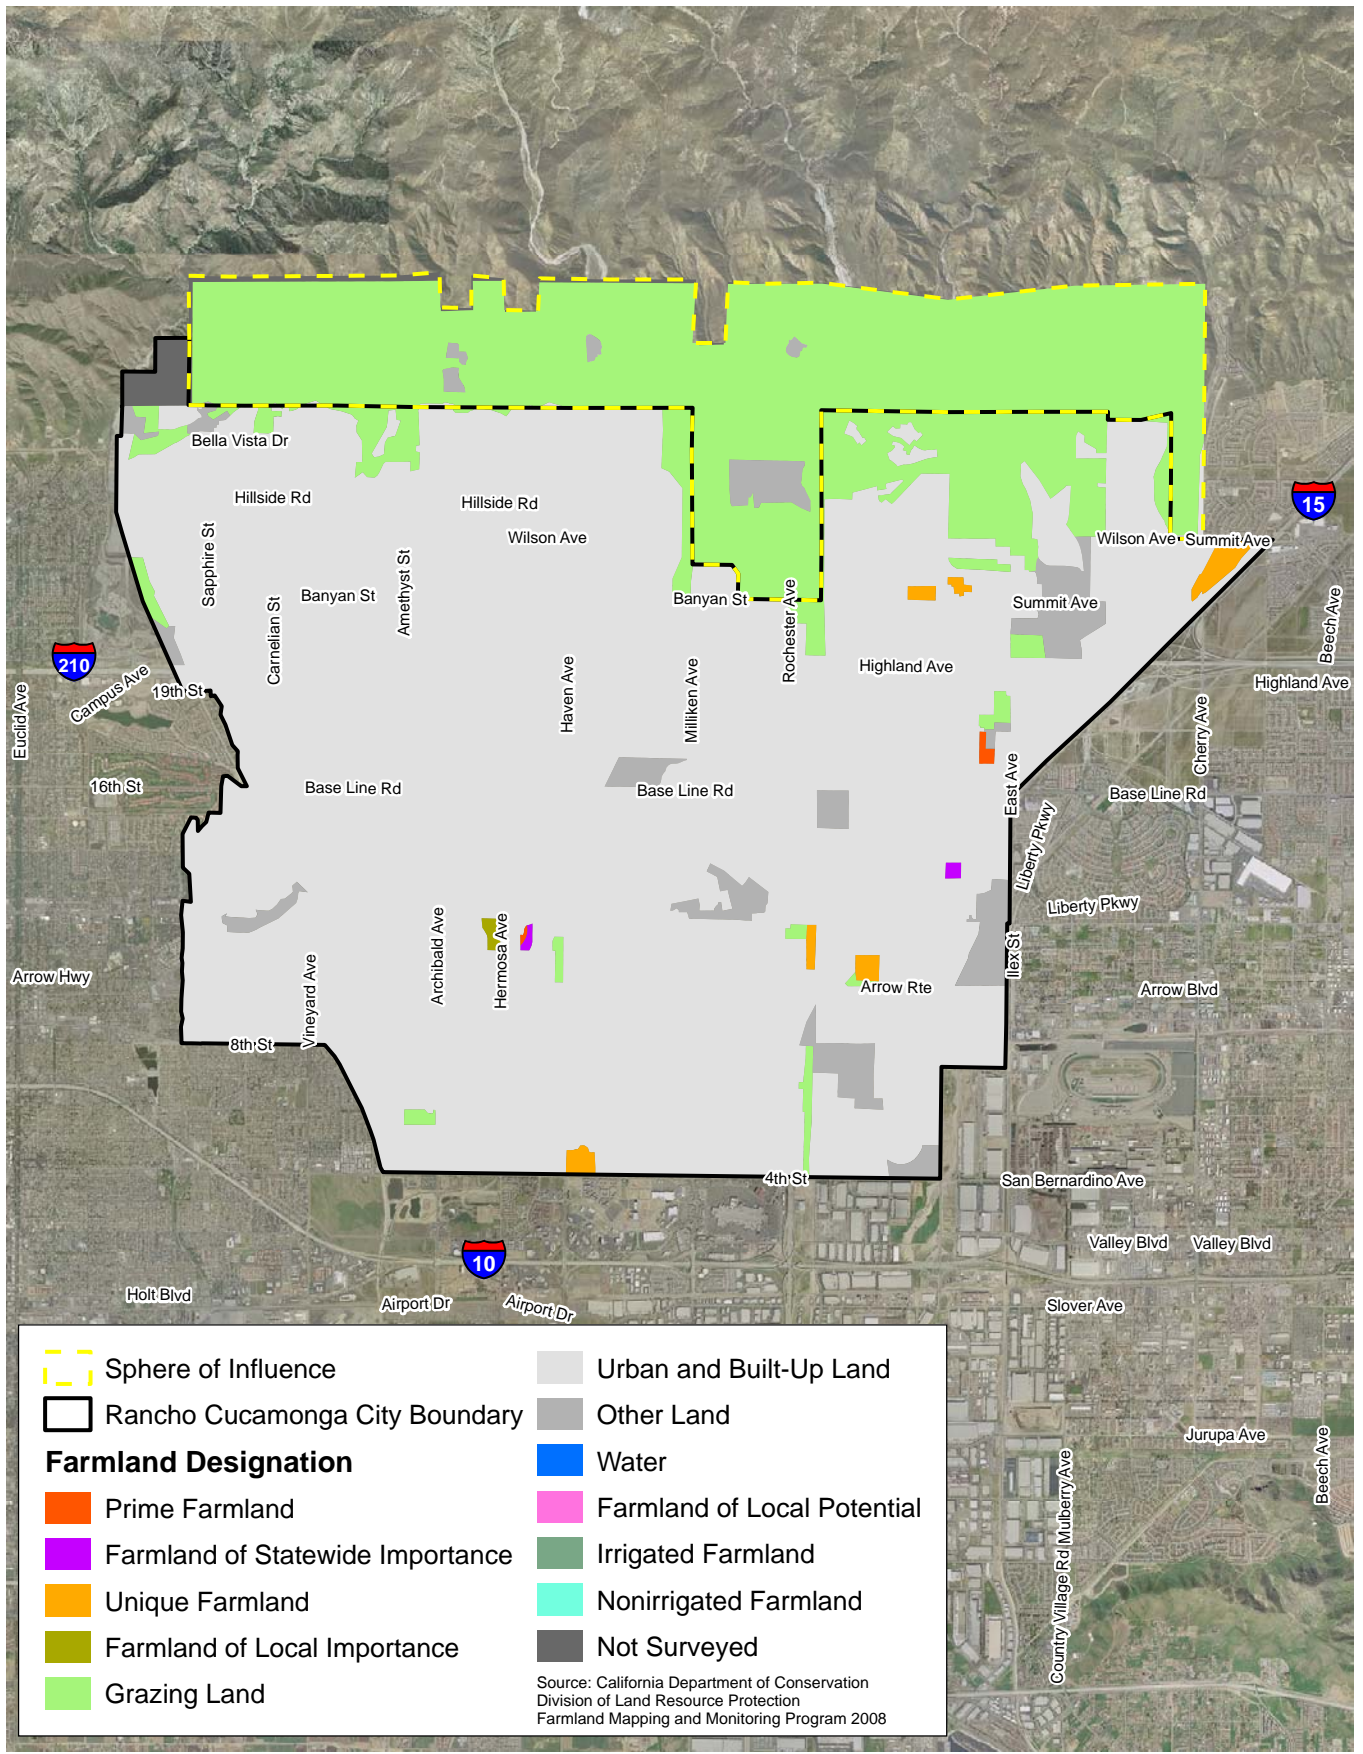 Bella Vista Dr
Hillside Rd
Hillside Rd
Wilson Ave
Wilson Ave
Summit Ave
15
Sapphire St
Carnelian St
Banyan St
Amethyst St
Banyan St
Rochester Ave
Summit Ave
Beech Ave
210
Campus Ave
19th St
Euclid Ave
Haven Ave
Milliken Ave
Highland Ave
Highland Ave
Cherry Ave
16th St
Base Line Rd
Base Line Rd
East Ave
Base Line Rd
Liberty Pkwy
Liberty Pkwy
Arrow Hwy
Vineyard Ave
Archibald Ave
Hermosa Ave
Ilex St
Arrow Rte
Arrow Blvd
8th St
4th St
San Bernardino Ave
Valley Blvd
Valley Blvd
10
Holt Blvd
Airport Dr
Airport Dr
Slover Ave
Jurupa Ave
Beech Ave
Mulberry Ave
Country Village Rd
Sphere of Influence
Rancho Cucamonga City Boundary
Farmland Designation
Prime Farmland
Farmland of Statewide Importance
Unique Farmland
Farmland of Local Importance
Grazing Land
Urban and Built-Up Land
Other Land
Water
Farmland of Local Potential
Irrigated Farmland
Nonirrigated Farmland
Not Surveyed
Source: California Department of Conservation
Division of Land Resource Protection
Farmland Mapping and Monitoring Program 2008